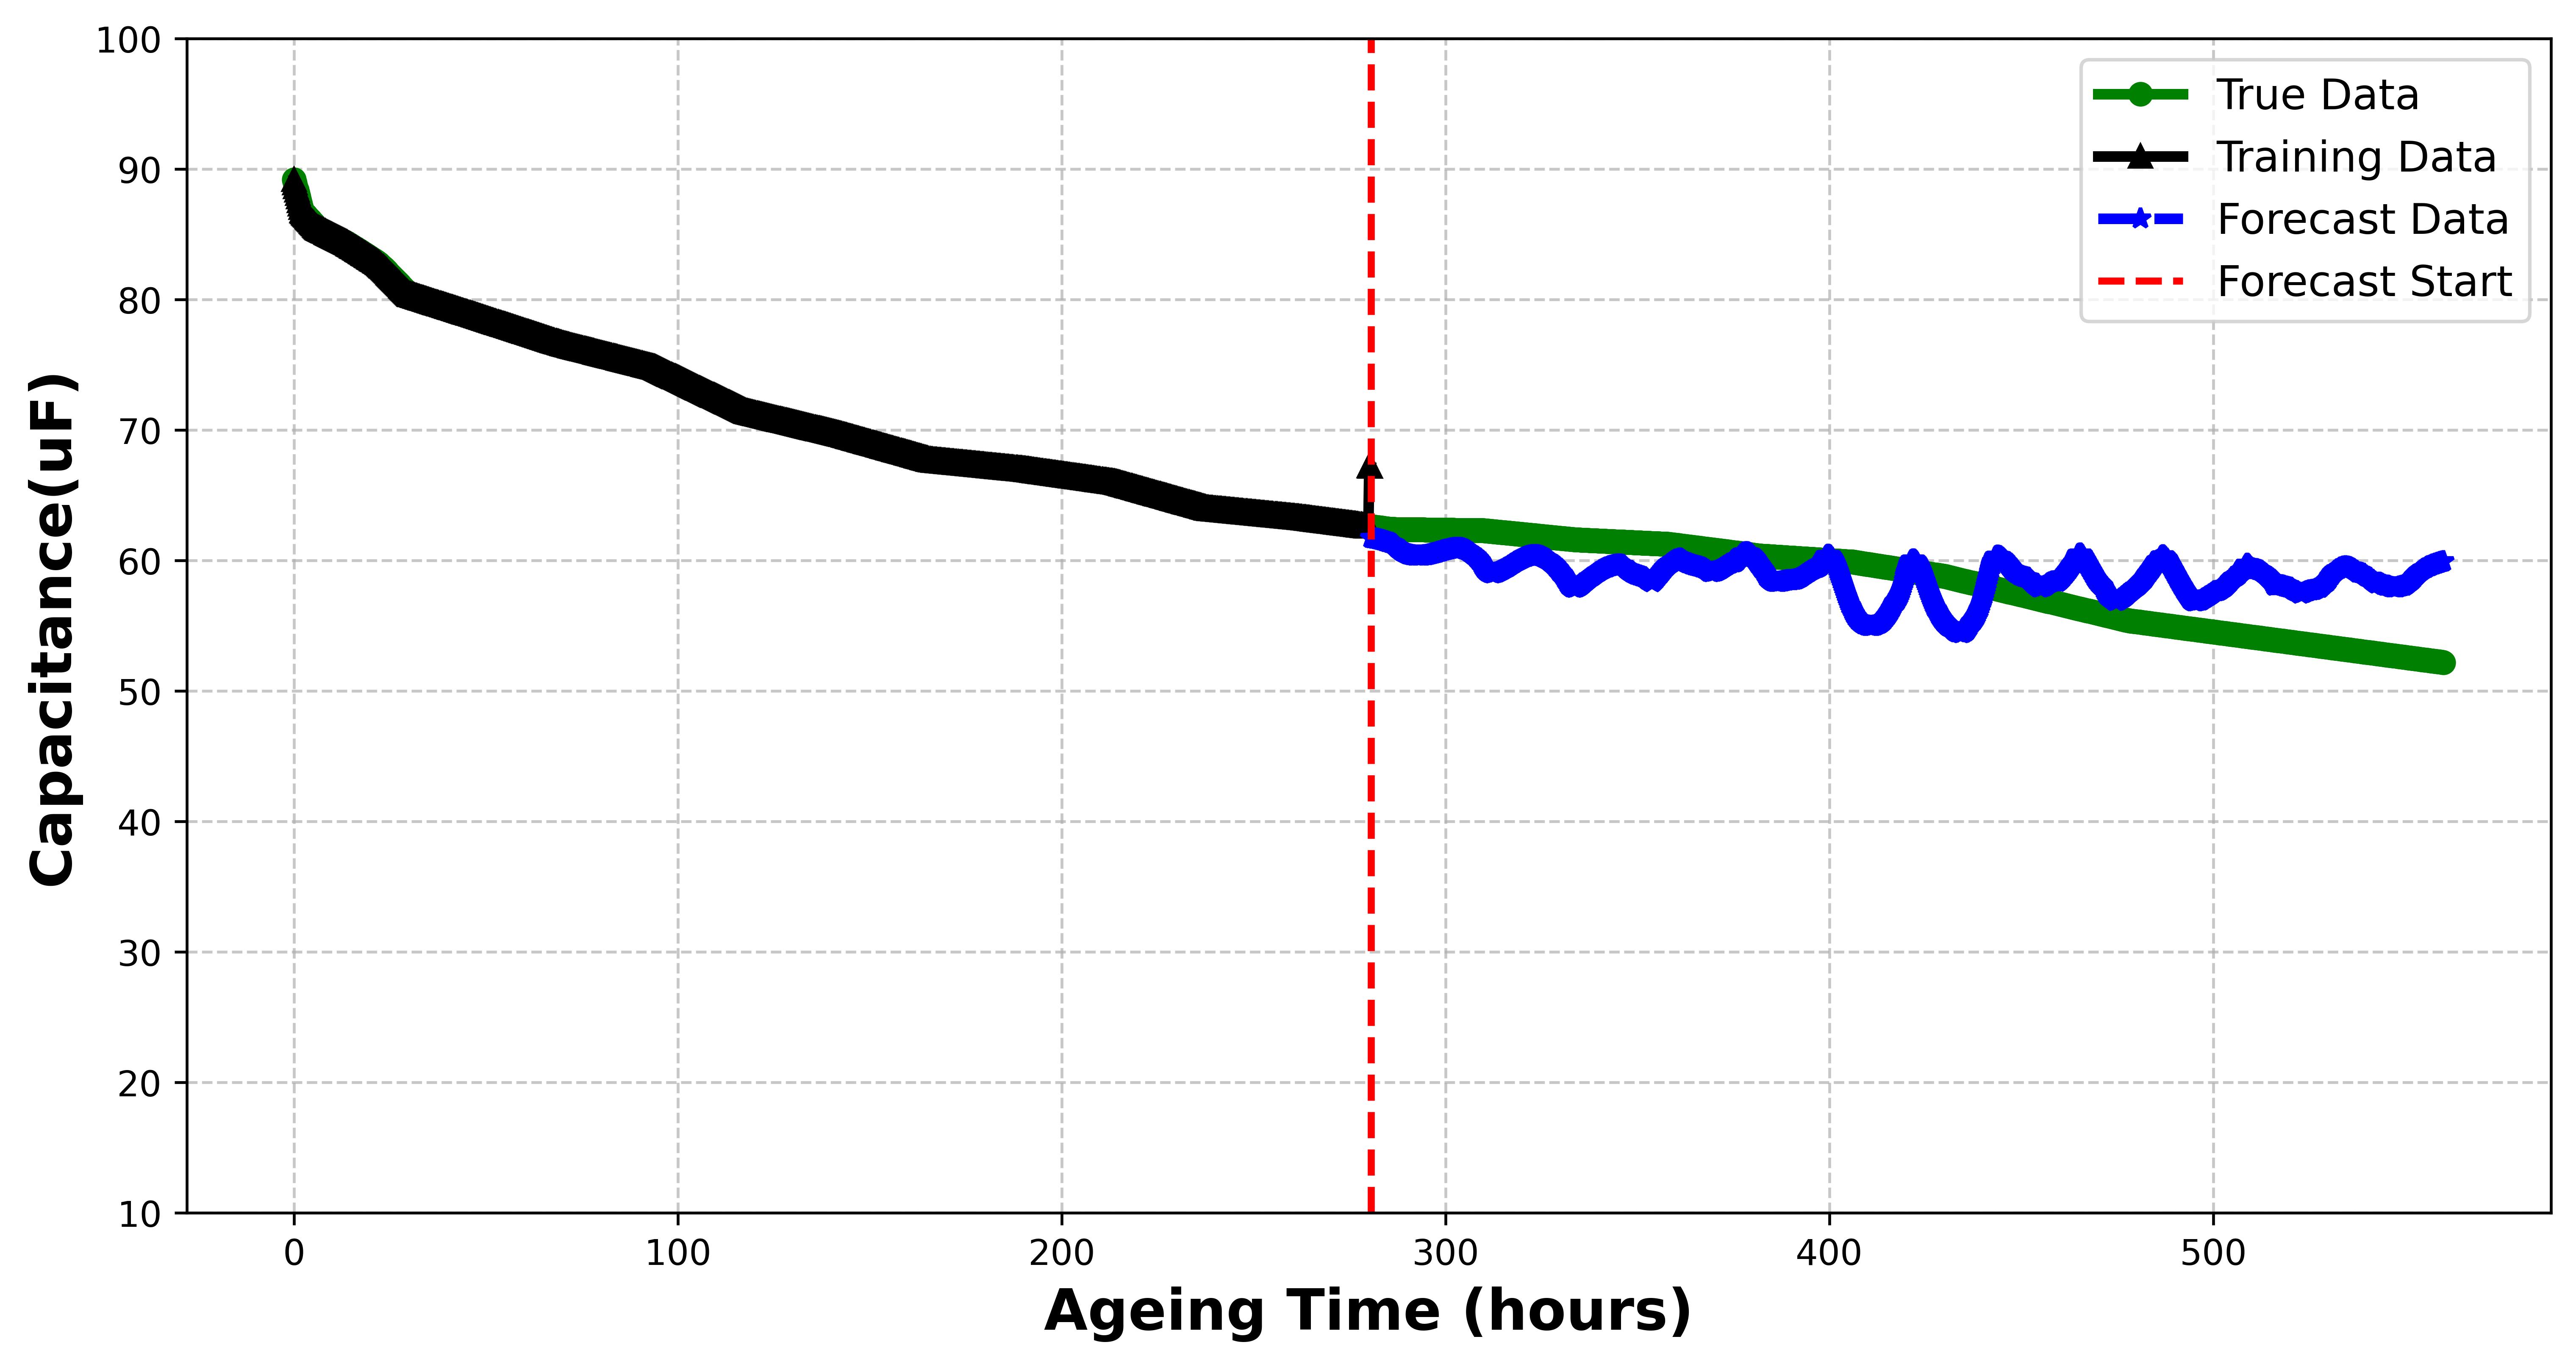 100
90
80
70
60
50
40
30
20
10
Capacitance(uF)
True Data
Training Data
Forecast Data
Forecast Start
0 100 200 300 400 500
Ageing Time (hours)